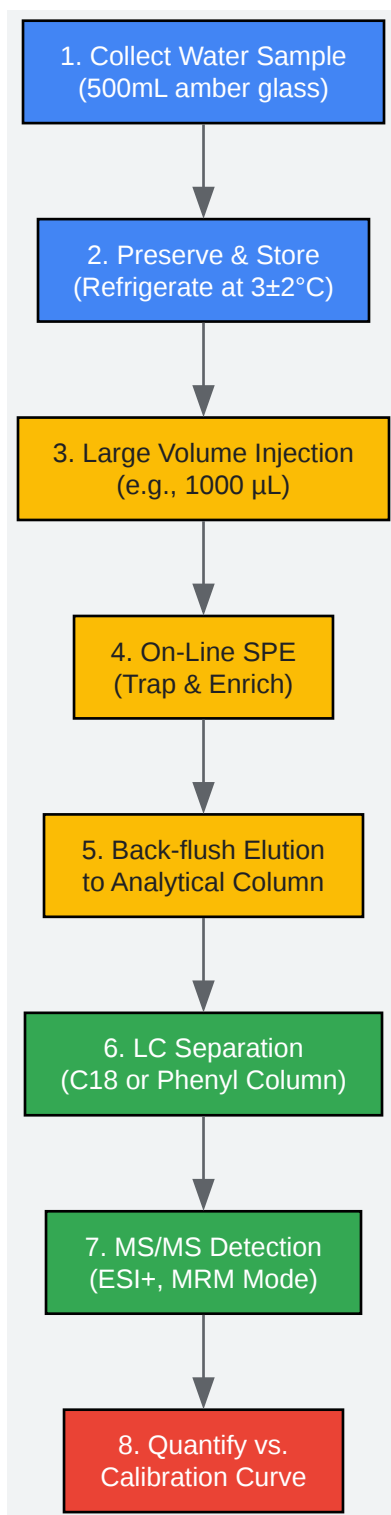 1. Collect Water Sample
(500mL amber glass)
2. Preserve & Store
(Refrigerate at 3±2°C)
3. Large Volume Injection
(e.g., 1000 µL)
4. On-Line SPE
(Trap & Enrich)
5. Back-flush Elution
to Analytical Column
6. LC Separation
(C18 or Phenyl Column)
7. MS/MS Detection
(ESI+, MRM Mode)
8. Quantify vs.
Calibration Curve